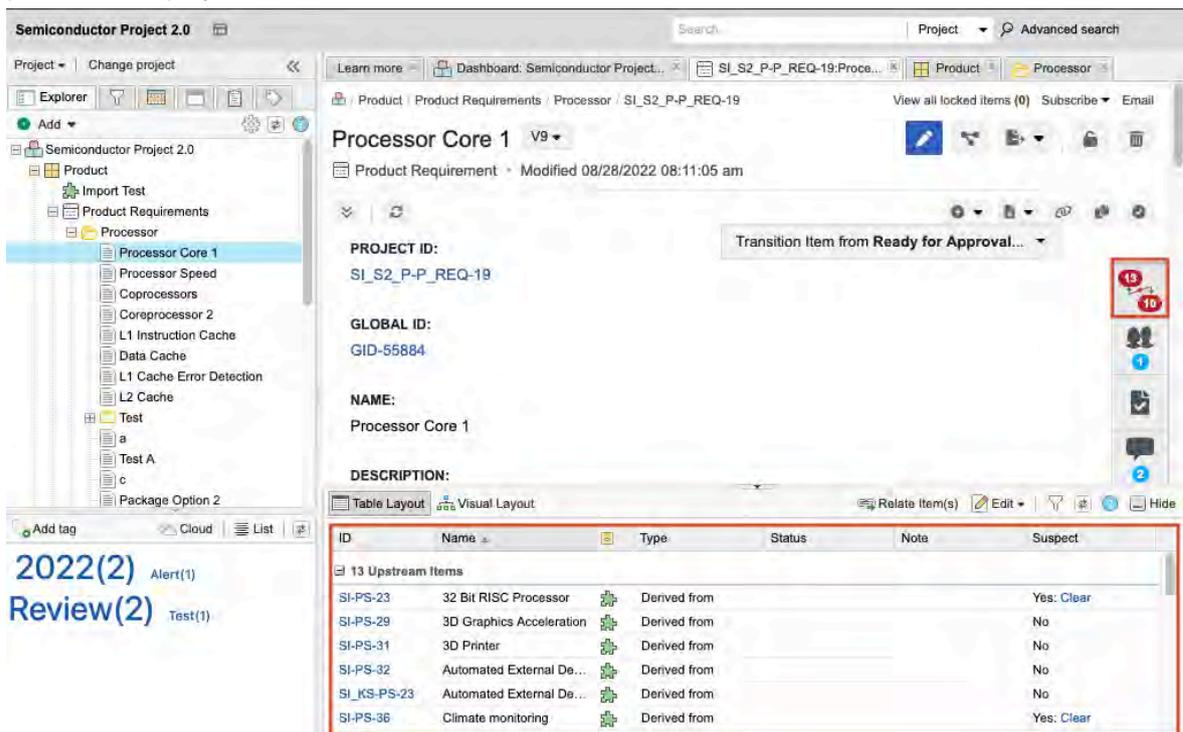 Semiconductor Project 2.0
Search
Project
Advanced search
Project
Change project
Learn more
Dashboard: Semiconductor Project...
SI_S2_P-P_REQ-19:Proce...
Product
Processor
Explorer
Add
Semiconductor Project 2.0
Product
Import Test
Product Requirements
Processor
Processor Core 1
Processor Speed
Coprocessors
Coreprocessor 2
L1 Instruction Cache
Data Cache
L1 Cache Error Detection
L2 Cache
Test
a
Test A
c
Package Option 2
Add tag
Cloud
List
2022(2) Alert(1)
Review(2) Test(1)
Product / Product Requirements / Processor / SI_S2_P-P_REQ-19
View all locked items (0) Subscribe Email
Processor Core 1 V9
Product Requirement • Modified 08/28/2022 08:11:05 am
Transition Item from Ready for Approval...
PROJECT ID:
SI_S2_P-P_REQ-19
GLOBAL ID:
GID-55884
NAME:
Processor Core 1
DESCRIPTION:
13
10
1
2
Table Layout Visual Layout
Relate Item(s) Edit Hide
ID Name Type Status Note Suspect
13 Upstream Items
SI-PS-23 32 Bit RISC Processor Derived from Yes: Clear
SI-PS-29 3D Graphics Acceleration Derived from No
SI-PS-31 3D Printer Derived from No
SI-PS-32 Automated External De... Derived from No
SI_KS-PS-23 Automated External De... Derived from No
SI-PS-36 Climate monitoring Derived from Yes: Clear